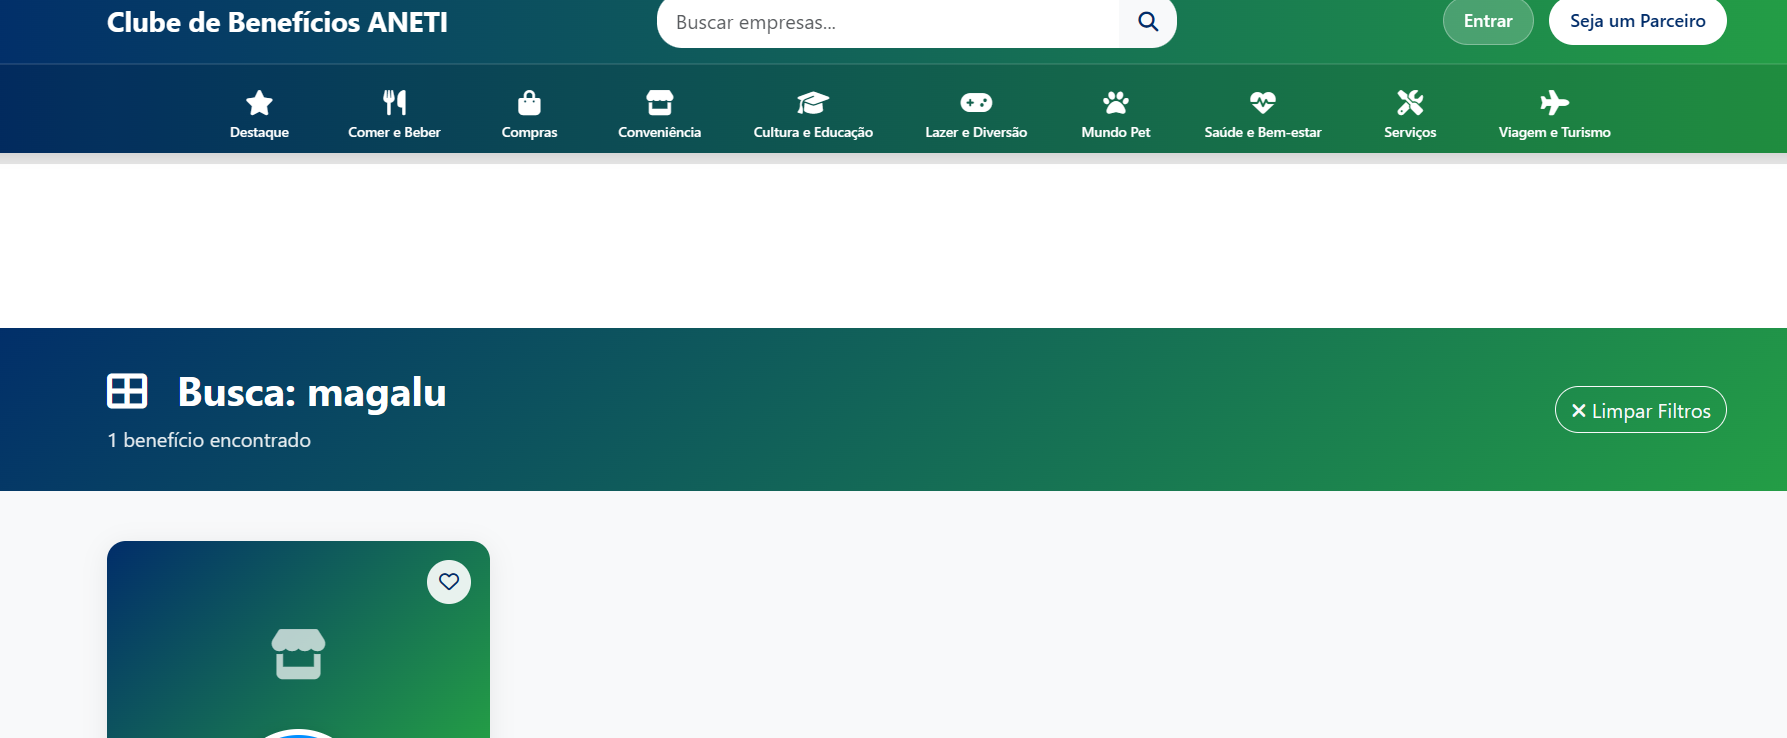 Clube de Benefícios ANETI
Buscar empresas...
Entrar
Seja um Parceiro
Destaque
Comer e Beber
Compras
Conveniência
Cultura e Educação
Lazer e Diversão
Mundo Pet
Saúde e Bem-estar
Serviços
Viagem e Turismo
Busca: magalu
1 benefício encontrado
Limpar Filtros